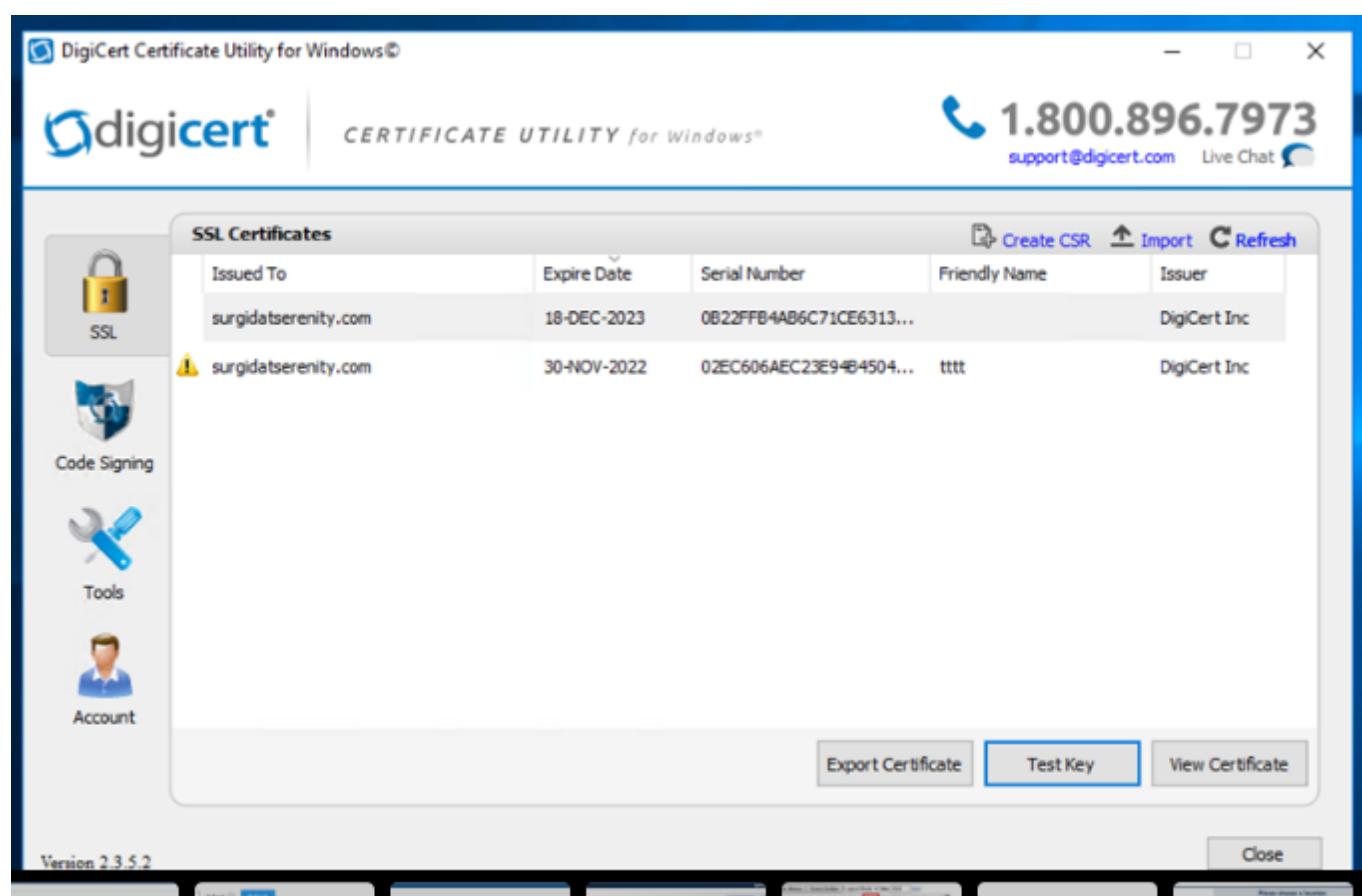 DigiCert Certificate Utility for Windows©
digicert® CERTIFICATE UTILITY for Windows® 1.800.896.7973
support@digicert.com Live Chat
SSL Certificates Create CSR Import Refresh
Issued To Expire Date Serial Number Friendly Name Issuer
surgidatserenity.com 18-DEC-2023 0B22FFB4AB6C71CE6313... DigiCert Inc
surgidatserenity.com 30-NOV-2022 02EC606AEC23E94B4504... tttt DigiCert Inc
SSL
Code Signing
Tools
Account
Export Certificate Test Key View Certificate
Close
Version 2.3.5.2